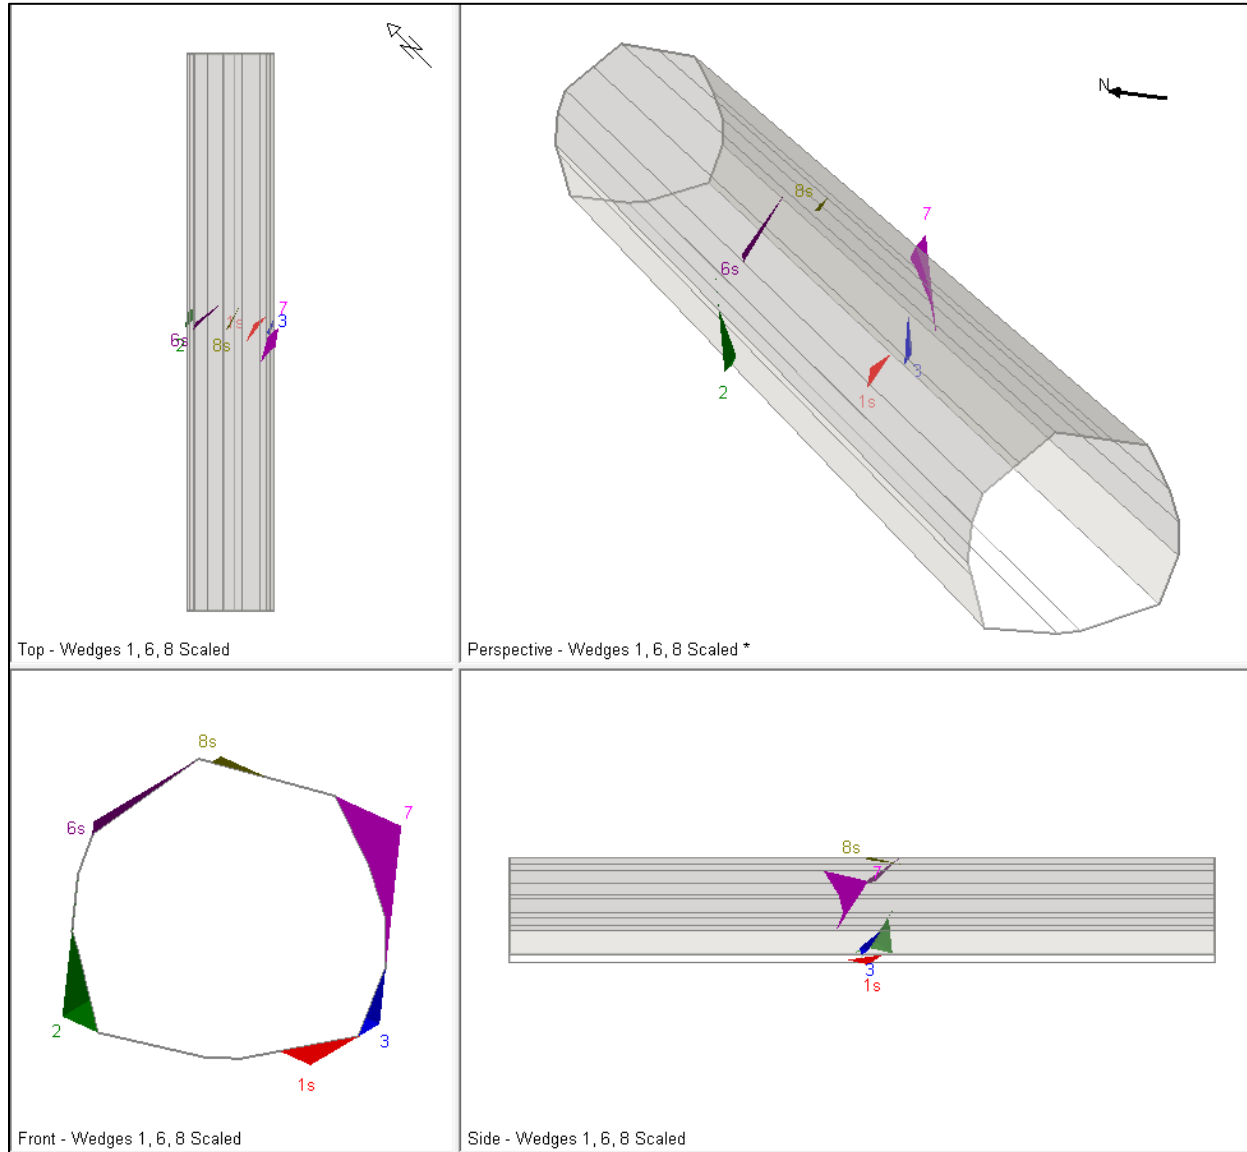 N
7
1s
3
6s
2
8s
Top - Wedges 1, 6, 8 Scaled
N
8s
7
6s
3
1s
2
Perspective - Wedges 1, 6, 8 Scaled *
8s
7
6s
2
3
1s
Front - Wedges 1, 6, 8 Scaled
8s
7
3
1s
Side - Wedges 1, 6, 8 Scaled